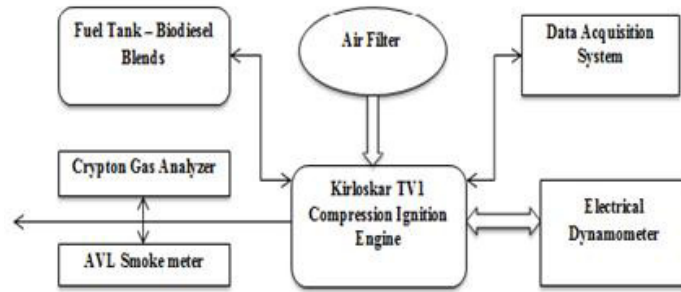 Fuel Tank – Biodiesel
Blends
Air Filter
Data Acquisition
System
Crypton Gas Analyzer
Kirloskar TV1
Compression Ignition
Engine
Electrical
Dynamometer
AVL Smoke meter